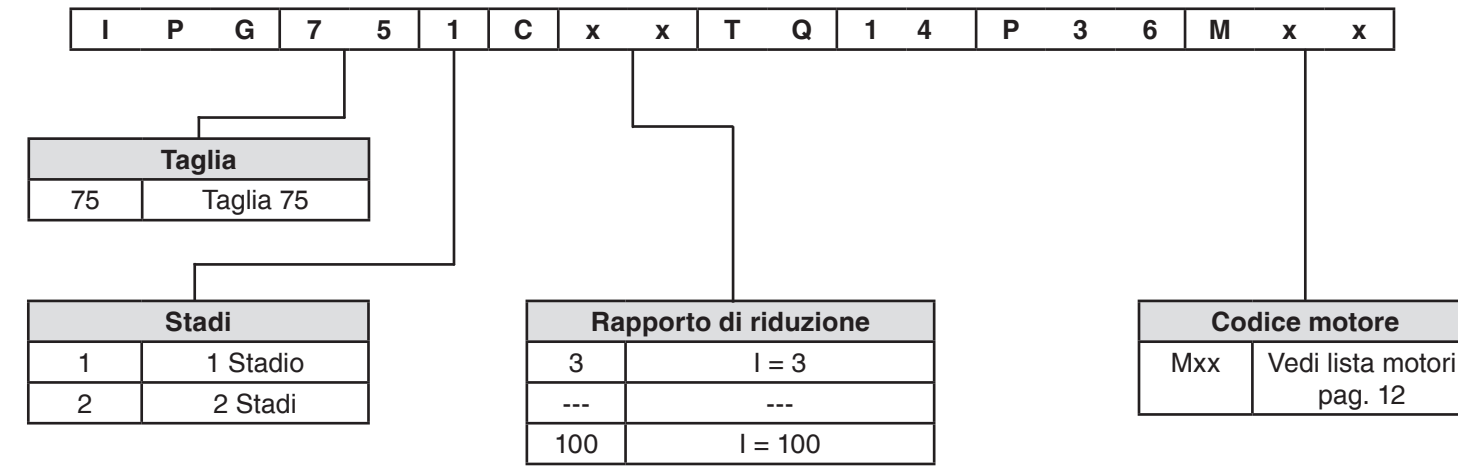 I P G 7 5 1 C x x T Q 1 4 P 3 6 M x x
Taglia
75 Taglia 75
Stadi
1 1 Stadio
2 2 Stadi
Rapporto di riduzione
3 I = 3
--- ---
100 I = 100
Codice motore
Mxx Vedi lista motori
pag. 12